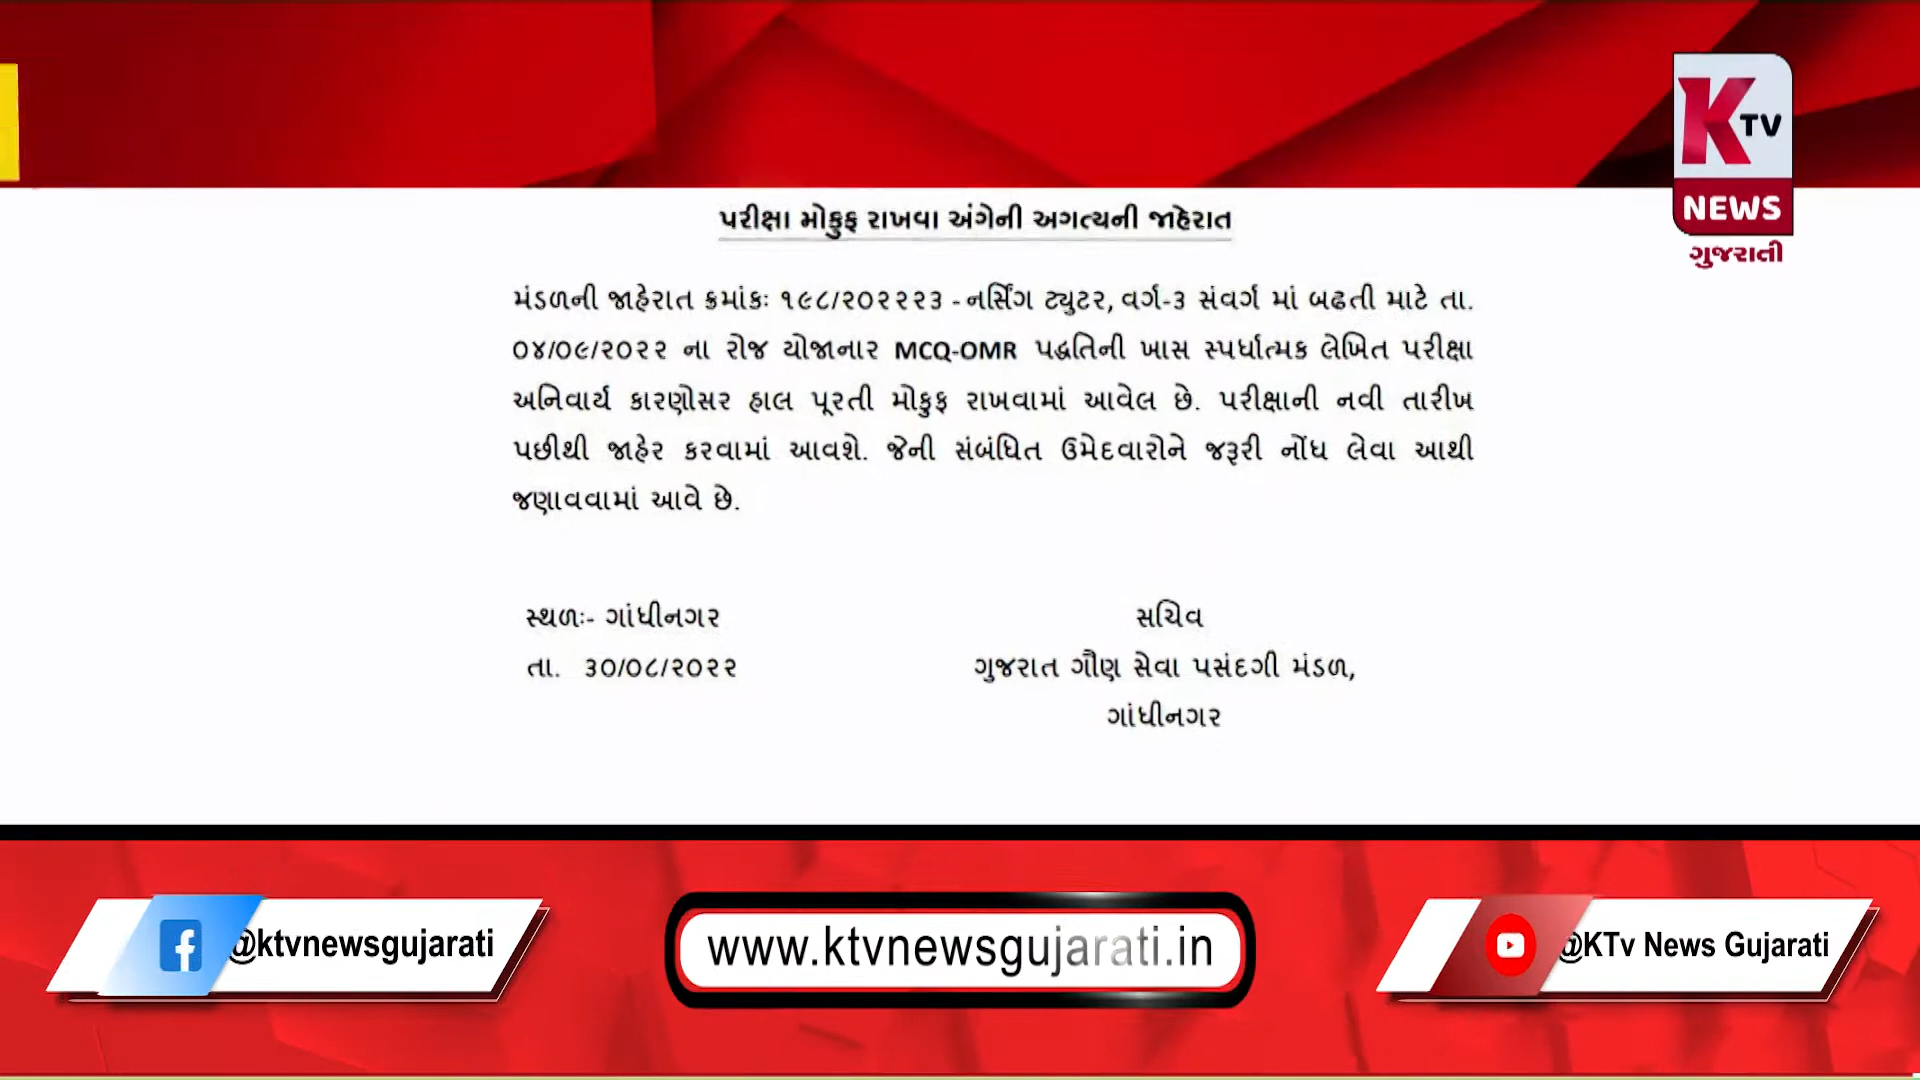 K TV
NEWS
ગુજરાતી
પરીક્ષા મોકુફ રાખવા અંગેની અગત્યની જાહેરાત
મંડળની જાહેરાત ક્રમાંકઃ ૧૯૮/૨૦૨૨૨૩ - નર્સિંગ ટ્યુટર, વર્ગ-૩ સંવર્ગ માં બઢતી માટે તા.
૦૪/૦૯/૨૦૨૨ ના રોજ યોજાનાર MCQ-OMR પદ્ધતિની ખાસ સ્પર્ધાત્મક લેખિત પરીક્ષા
અનિવાર્ય કારણોસર હાલ પૂરતી મોકુફ રાખવામાં આવેલ છે. પરીક્ષાની નવી તારીખ
પછીથી જાહેર કરવામાં આવશે. જેની સંબંધિત ઉમેદવારોને જરૂરી નોંધ લેવા આથી
જણાવવામાં આવે છે.
સ્થળઃ- ગાંધીનગર
સચિવ
તા. ૩૦/૦૮/૨૦૨૨
ગુજરાત ગૌણ સેવા પસંદગી મંડળ,
ગાંધીનગર
@ktvnewsgujarati
www.ktvnewsgujarati.in
@KTv News Gujarati